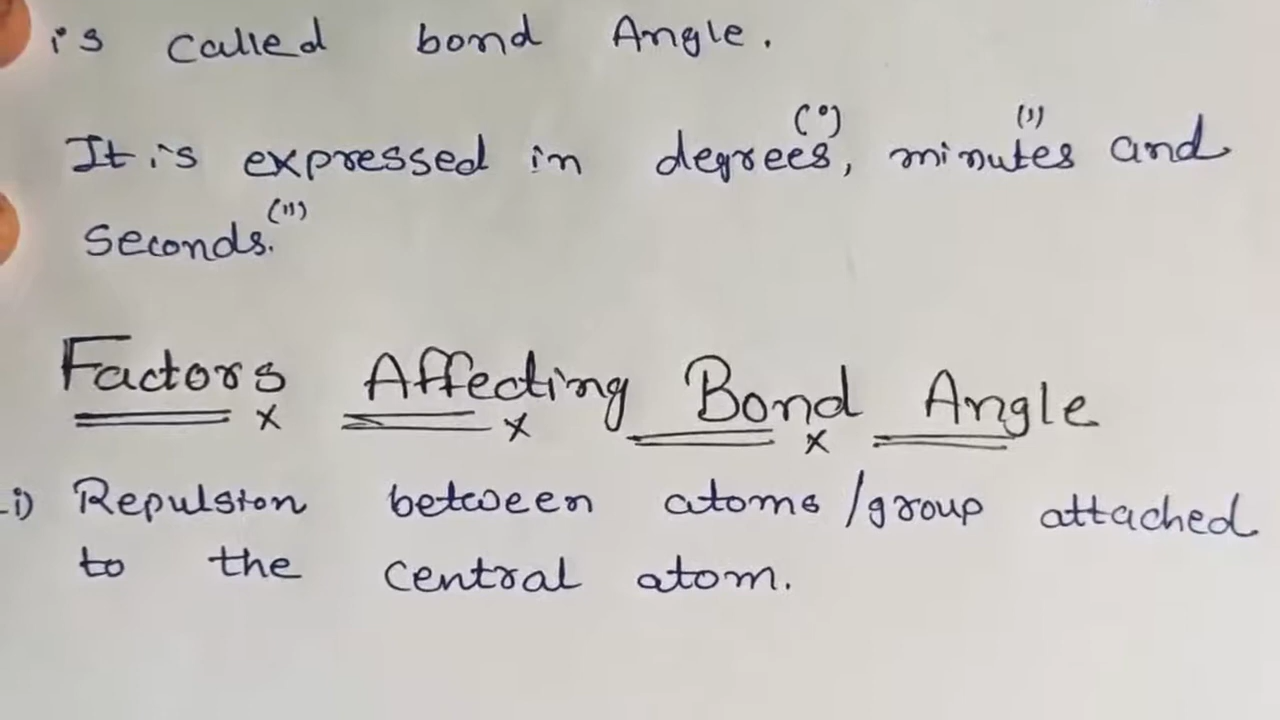 is called bond Angle.
(°) (')
It is expressed in degrees, minutes and
(")
seconds.
Factors Affecting Bond Angle
i) Repulsion between atoms/group attached
to the central atom.